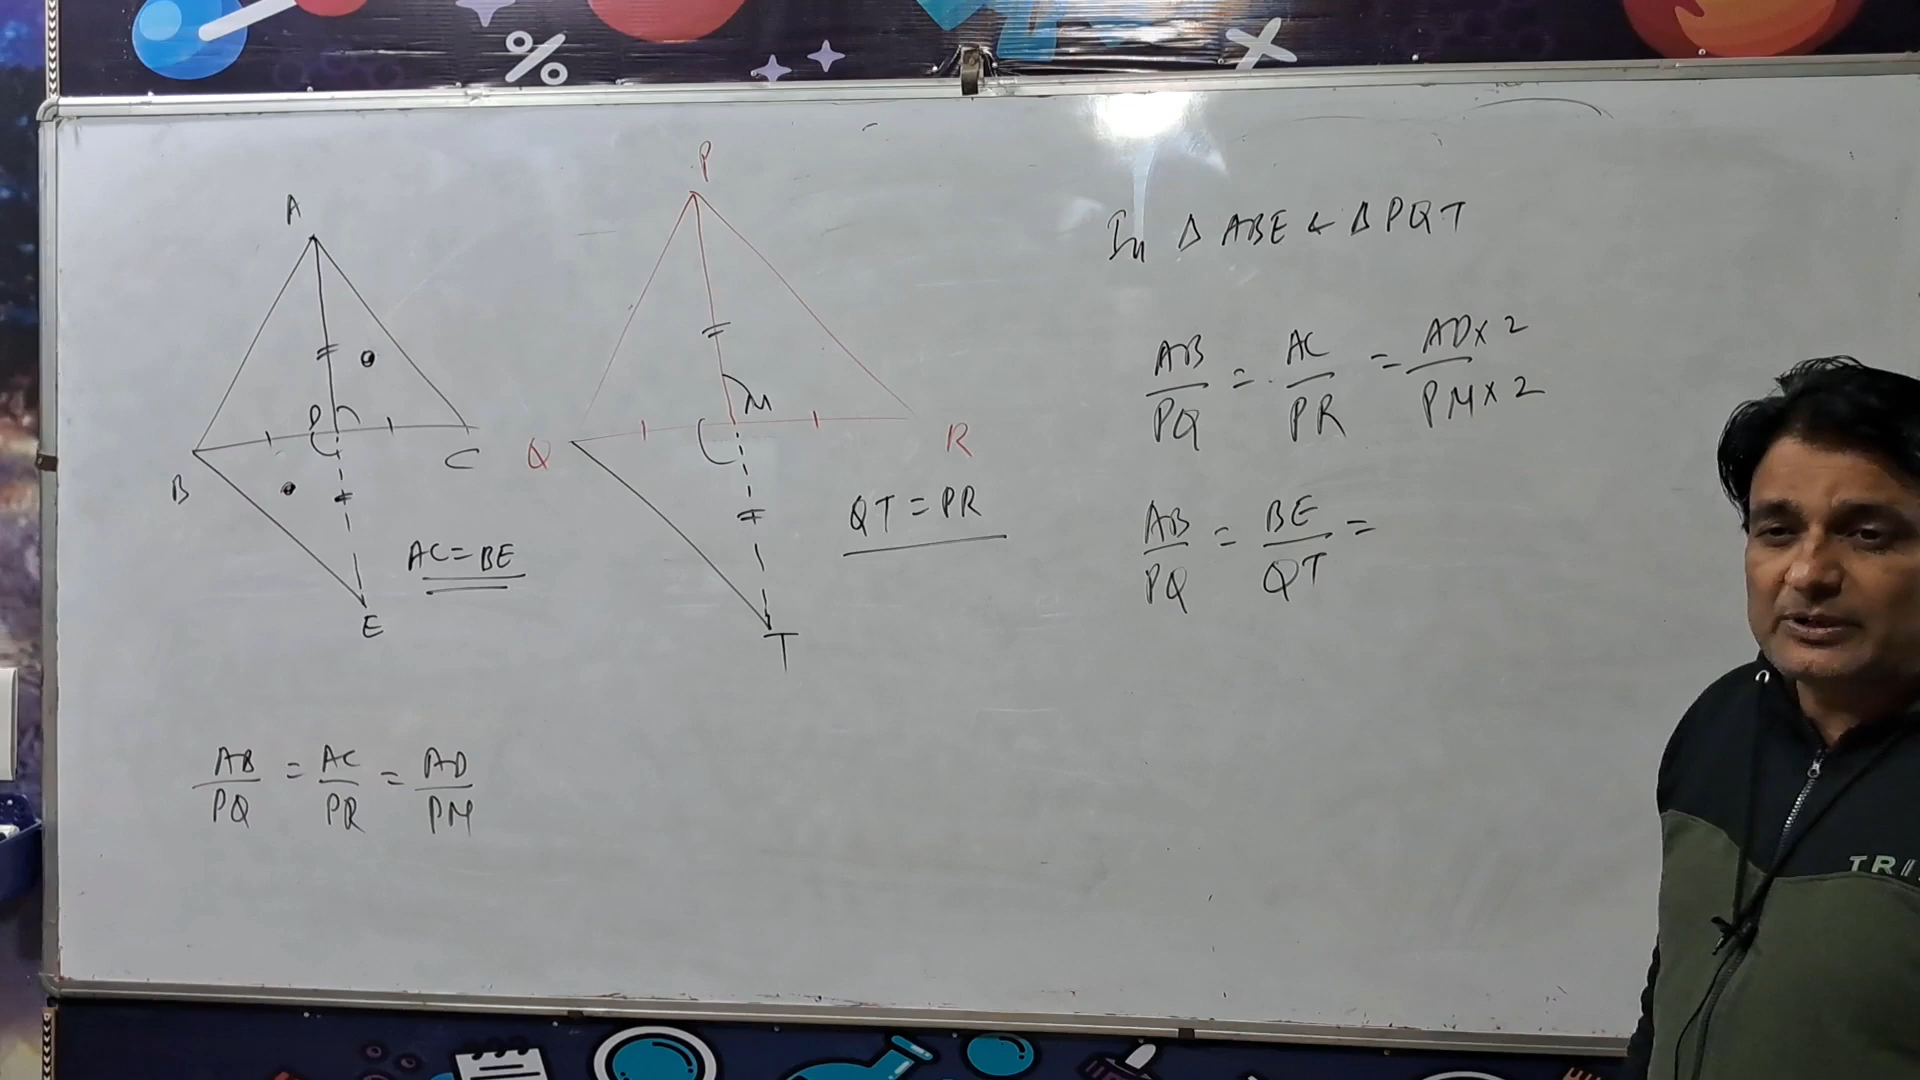 P
A
D
M
B
C
Q
R
E
T
AC = BE
QT = PR
AB/PQ = AC/PR = AD/PM
In Δ ABE & Δ PQT
AB/PQ = AC/PR = AD×2/PM×2
AB/PQ = BE/QT =
%